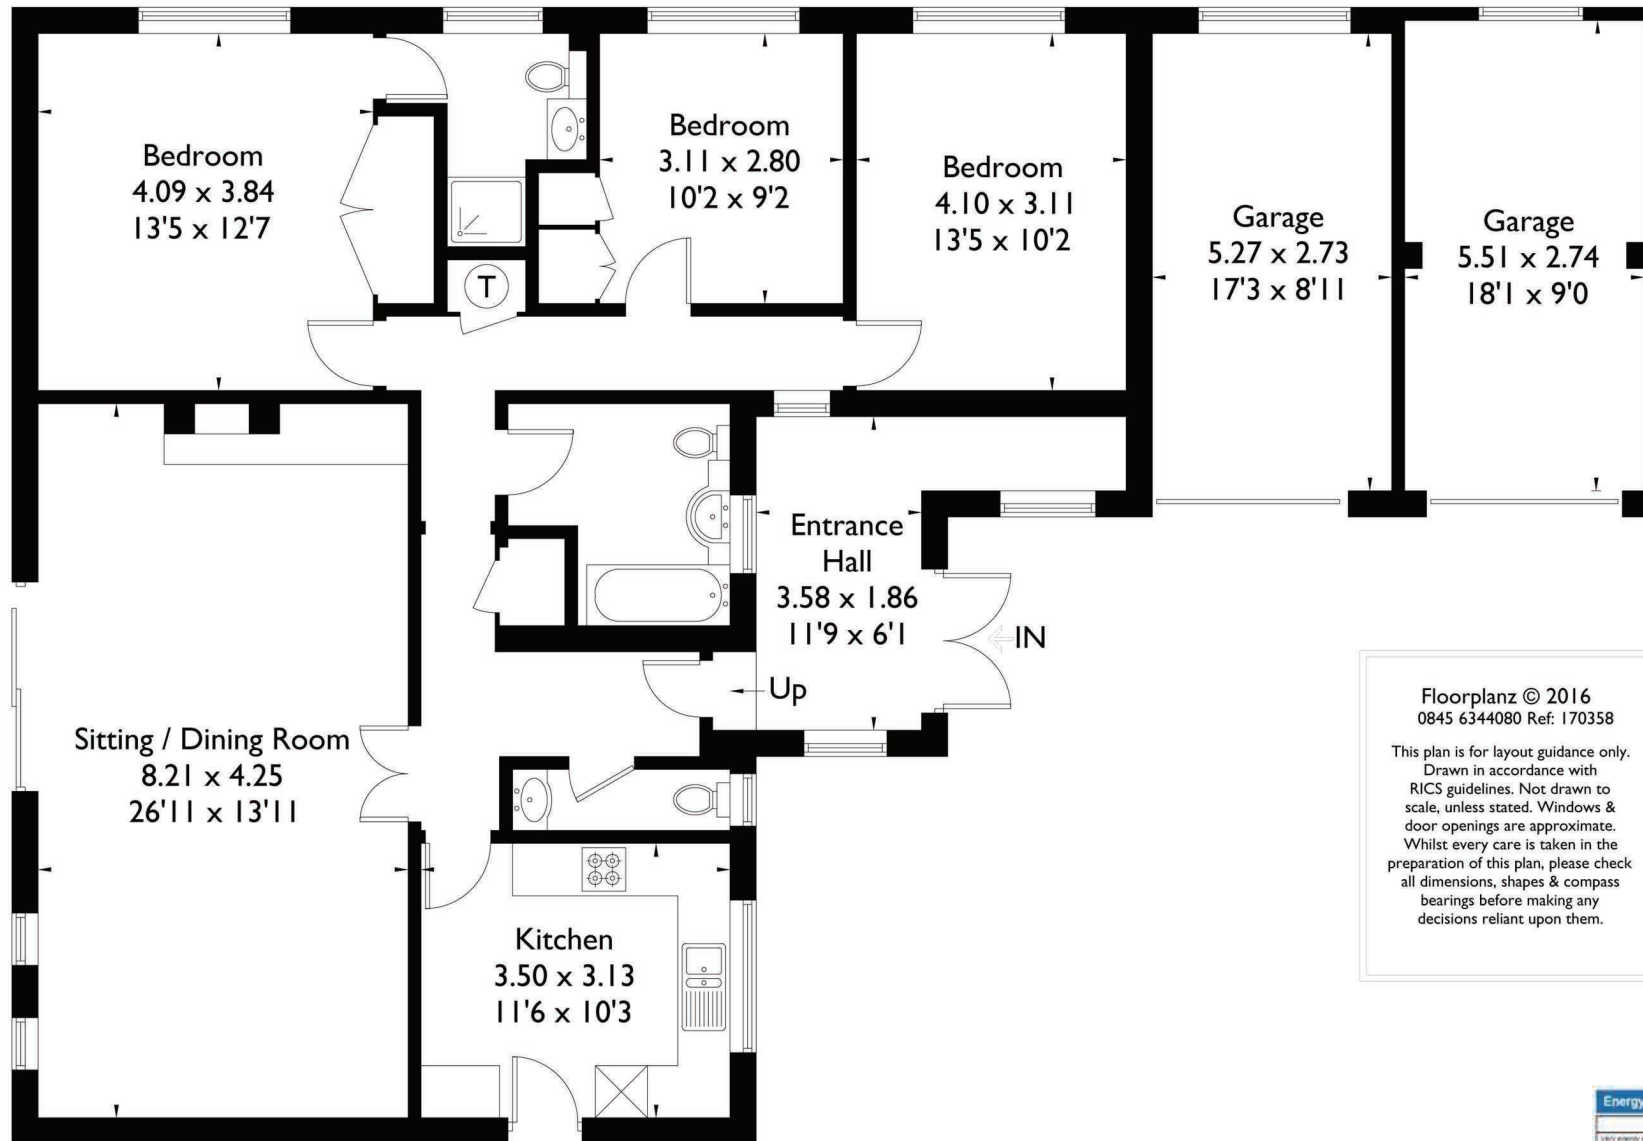 Bedroom
4.09 x 3.84
13'5 x 12'7
Bedroom
3.11 x 2.80
10'2 x 9'2
Bedroom
4.10 x 3.11
13'5 x 10'2
Garage
5.27 x 2.73
17'3 x 8'11
Garage
5.51 x 2.74
18'1 x 9'0
T
Entrance
Hall
3.58 x 1.86
11'9 x 6'1
IN
Up
Sitting / Dining Room
8.21 x 4.25
26'11 x 13'11
Kitchen
3.50 x 3.13
11'6 x 10'3
Floorplanz © 2016
0845 6344080 Ref: 170358
This plan is for layout guidance only.
Drawn in accordance with
RICS guidelines. Not drawn to
scale, unless stated. Windows &
door openings are approximate.
Whilst every care is taken in the
preparation of this plan, please check
all dimensions, shapes & compass
bearings before making any
decisions reliant upon them.
Energy